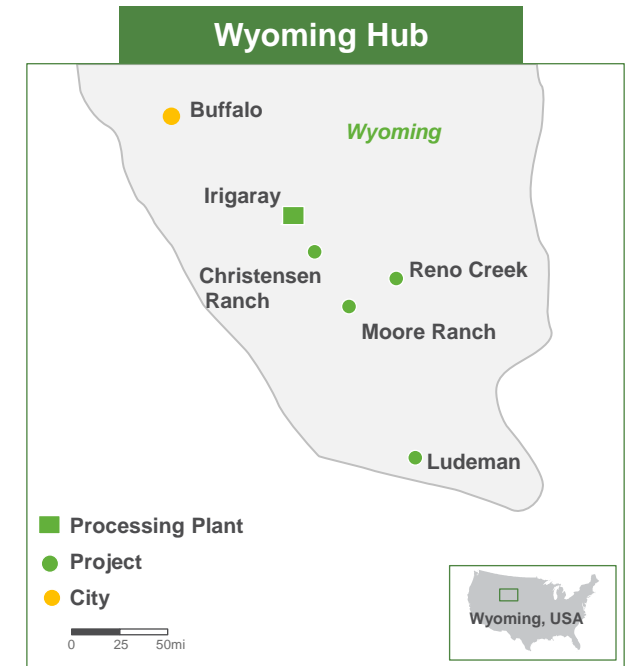 Wyoming Hub
Buffalo
Wyoming
Irigaray
Christensen
Ranch
Reno Creek
Moore Ranch
Ludeman
Processing Plant
Project
City
0 25 50mi
Wyoming, USA